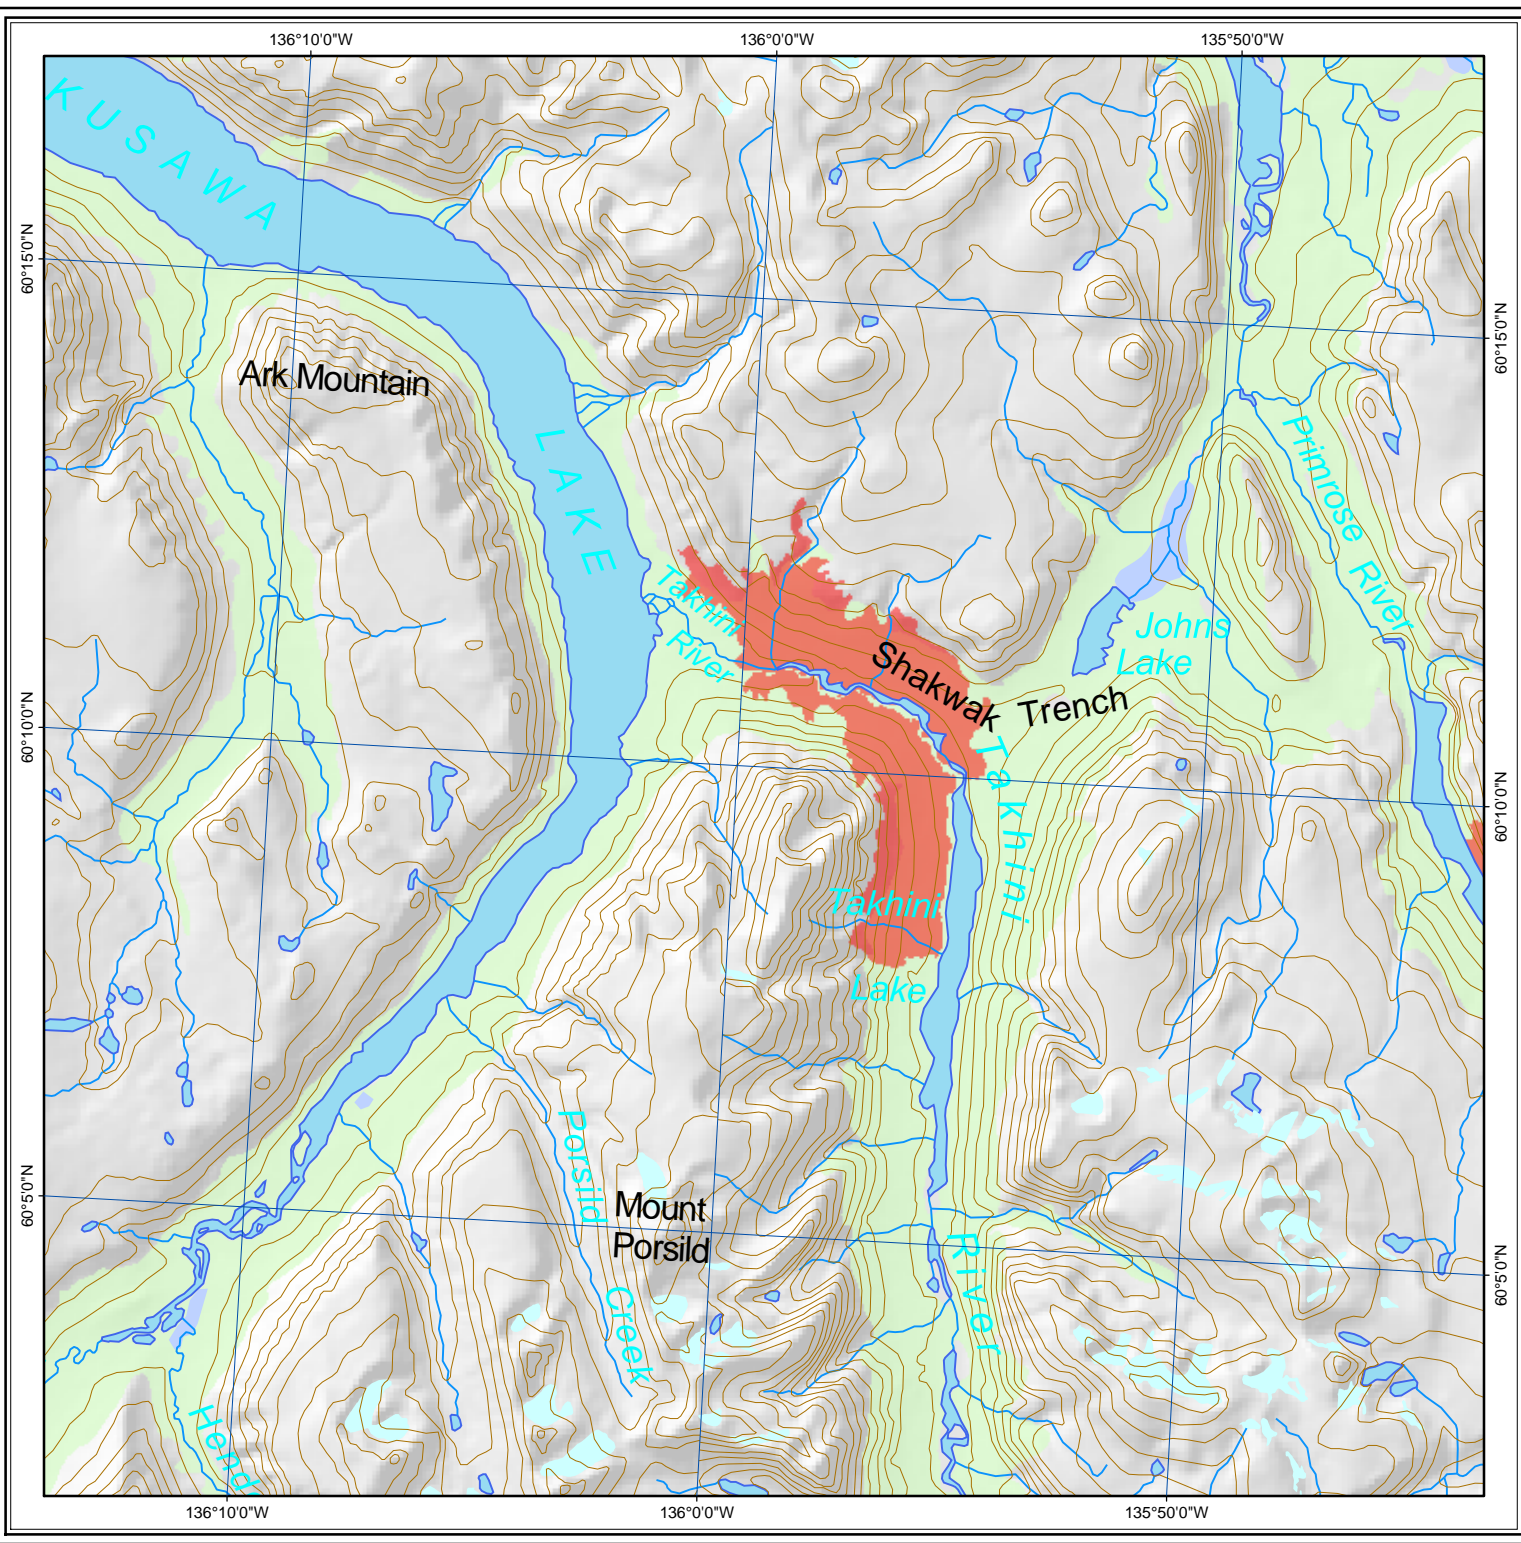 136°10'0"W
136°0'0"W
135°50'0"W
KUSAWA
60°15'0"N
60°15'0"N
Ark Mountain
LAKE
Primrose
River
Takhini
River
Johns
Lake
Shakwak Trench
60°10'0"N
60°10'0"N
Takhini
Takhini
Lake
Porsild
Creek
60°5'0"N
60°5'0"N
Mount
Porsild
River
Hend
136°10'0"W
136°0'0"W
135°50'0"W